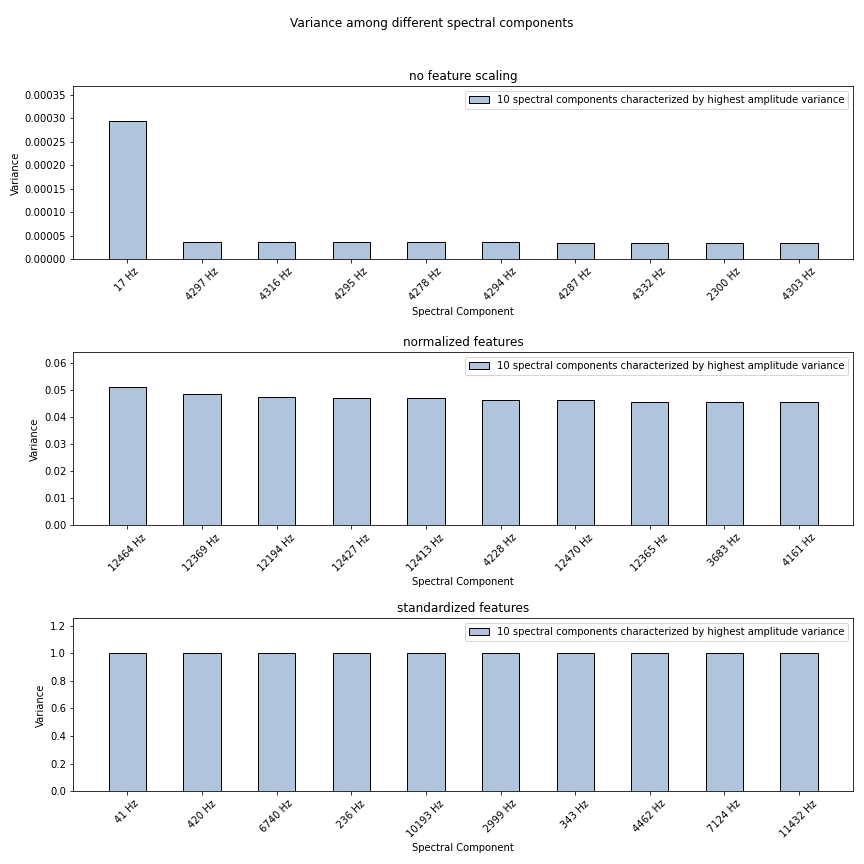 Variance among different spectral components
no feature scaling
0.00035
0.00030
0.00025
0.00020
0.00015
0.00010
0.00005
0.00000
Variance
10 spectral components characterized by highest amplitude variance
17 Hz 4297 Hz 4316 Hz 4295 Hz 4278 Hz 4294 Hz 4287 Hz 4332 Hz 2300 Hz 4303 Hz
Spectral Component
normalized features
0.06
0.05
0.04
0.03
0.02
0.01
0.00
Variance
10 spectral components characterized by highest amplitude variance
12464 Hz 12369 Hz 12194 Hz 12427 Hz 12413 Hz 4228 Hz 12470 Hz 12365 Hz 3683 Hz 4161 Hz
Spectral Component
standardized features
1.2
1.0
0.8
0.6
0.4
0.2
0.0
Variance
10 spectral components characterized by highest amplitude variance
41 Hz 420 Hz 6740 Hz 236 Hz 10193 Hz 2999 Hz 343 Hz 4462 Hz 7124 Hz 11432 Hz
Spectral Component